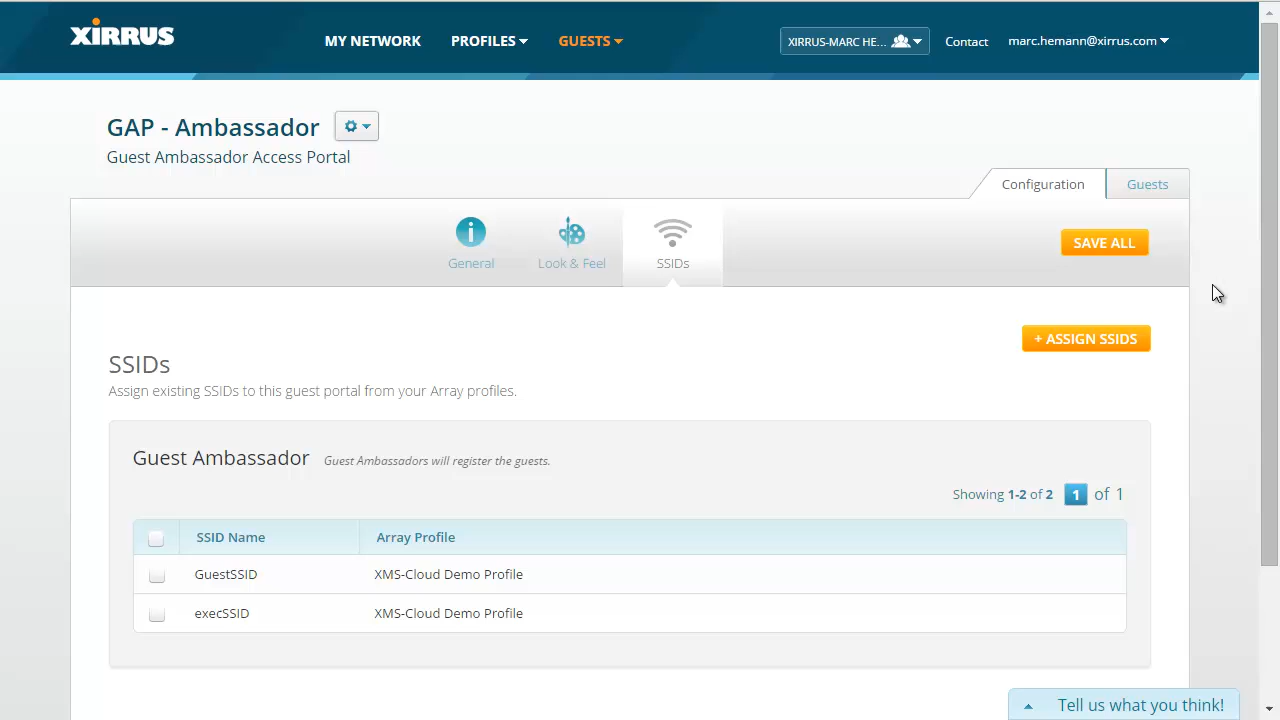 XIRRUS
MY NETWORK
PROFILES
GUESTS
XIRRUS-MARC HE...
Contact
marc.hemann@xirrus.com
GAP - Ambassador
Guest Ambassador Access Portal
Configuration
Guests
General
Look & Feel
SSIDs
SAVE ALL
+ ASSIGN SSIDS
SSIDs
Assign existing SSIDs to this guest portal from your Array profiles.
Guest Ambassador Guest Ambassadors will register the guests.
Showing 1-2 of 2 1 of 1
SSID Name Array Profile
GuestSSID XMS-Cloud Demo Profile
execSSID XMS-Cloud Demo Profile
Tell us what you think!